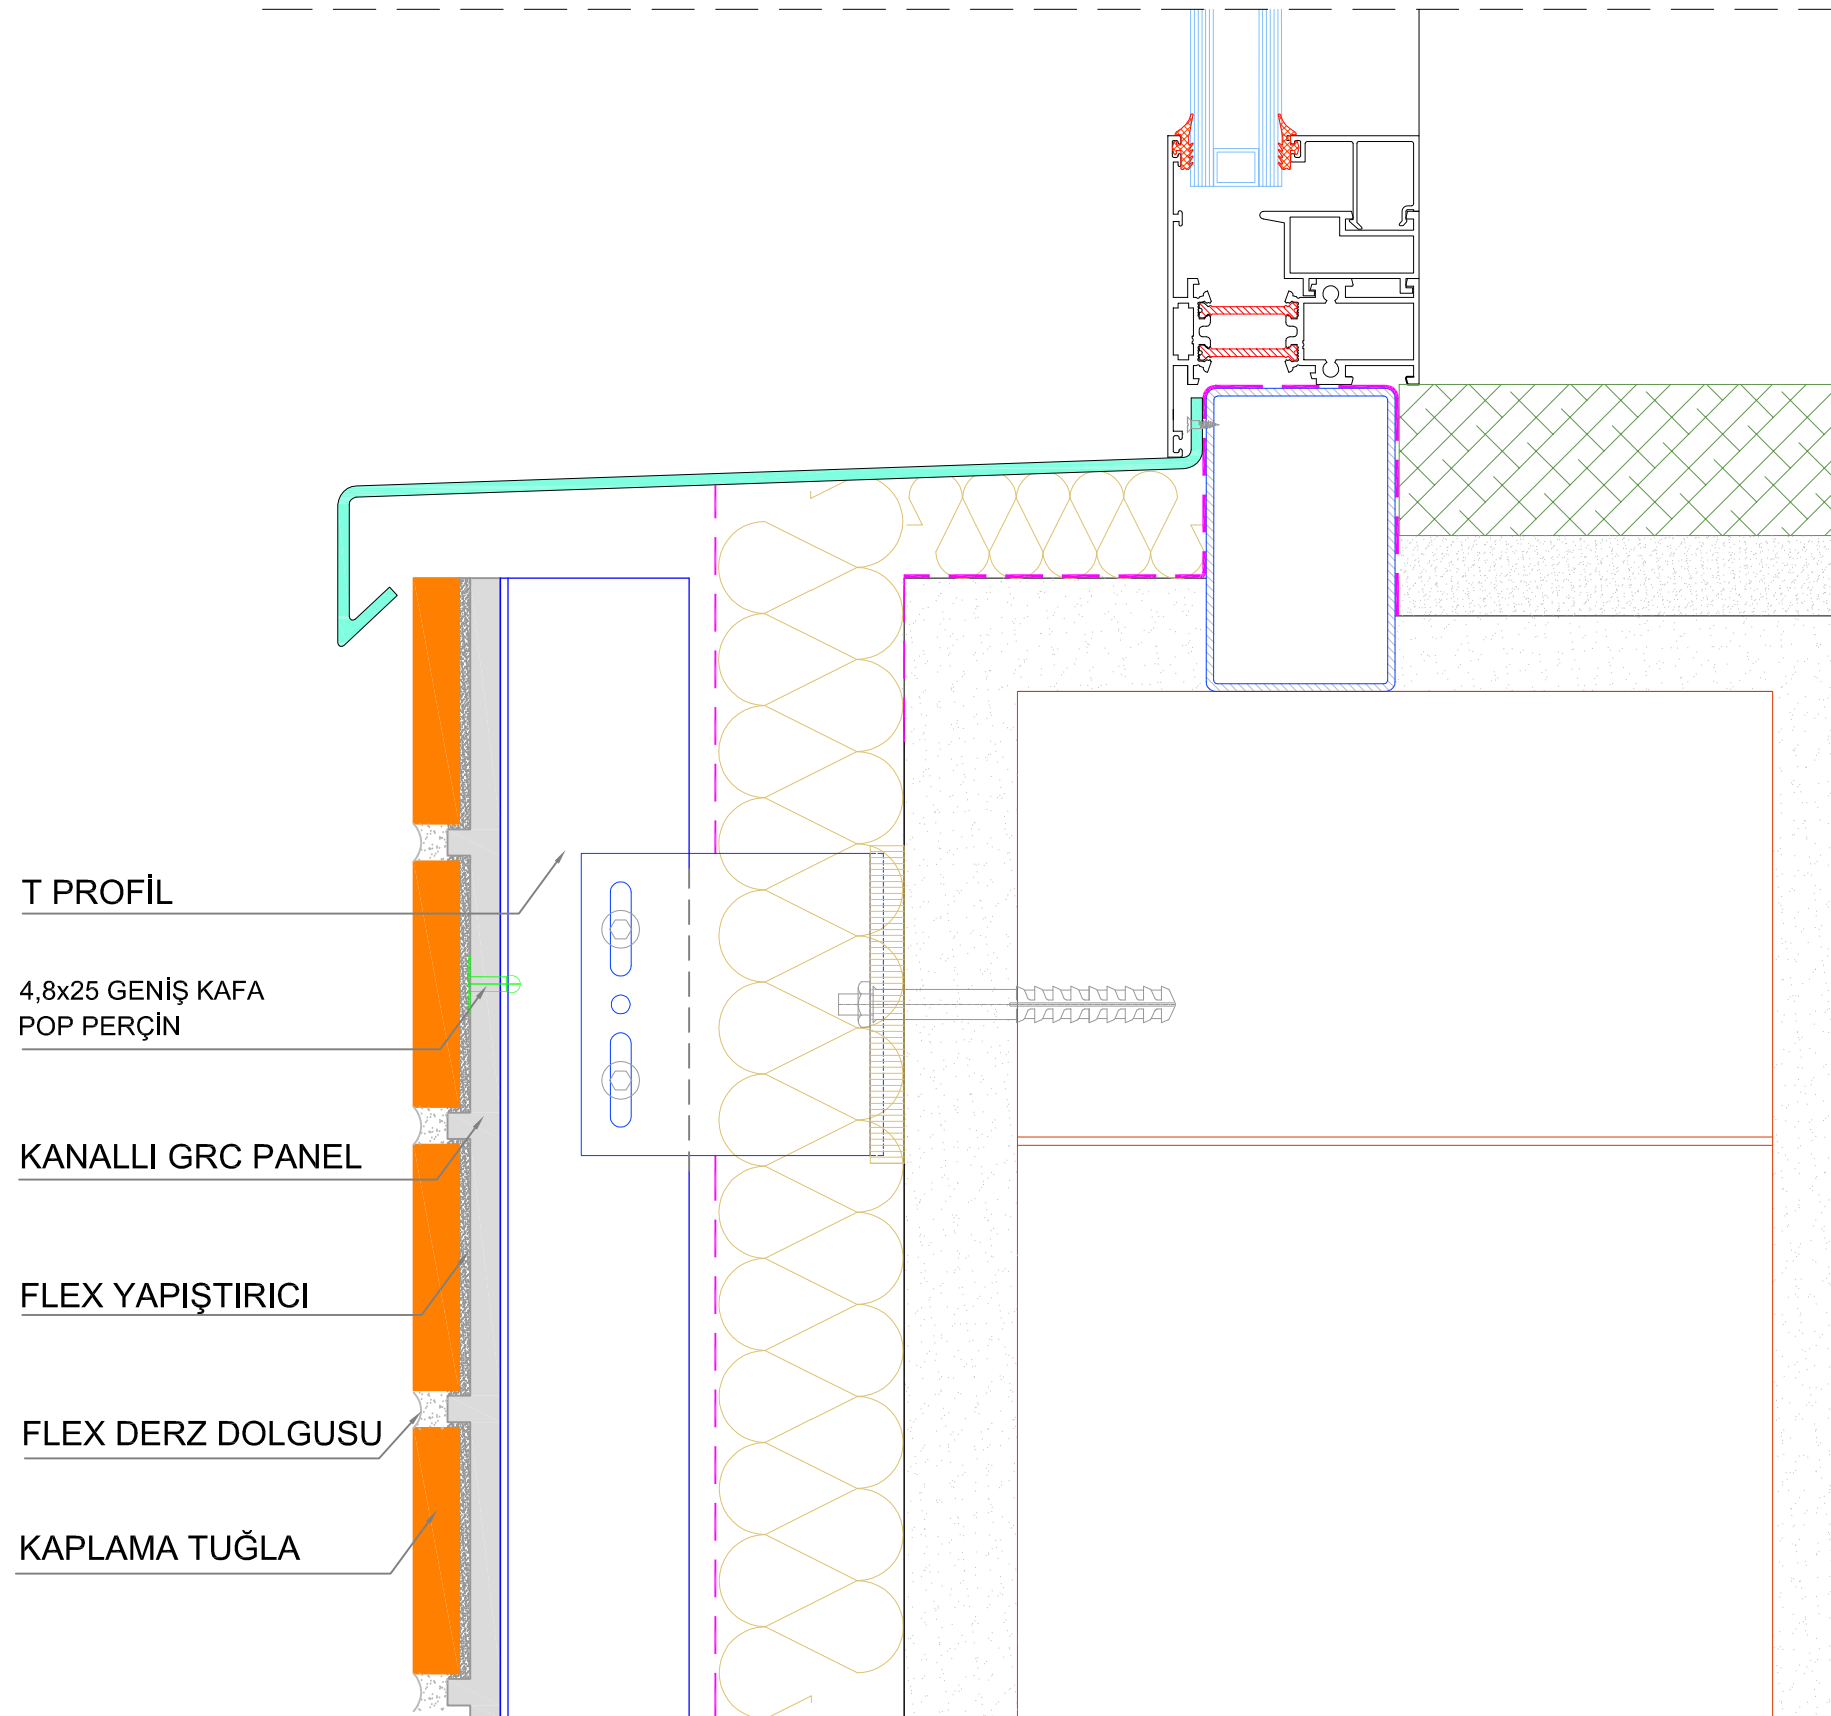 T PROFİL
4,8x25 GENİŞ KAFA
POP PERÇİN
KANALLI GRC PANEL
FLEX YAPIŞTIRICI
FLEX DERZ DOLGUSU
KAPLAMA TUĞLA